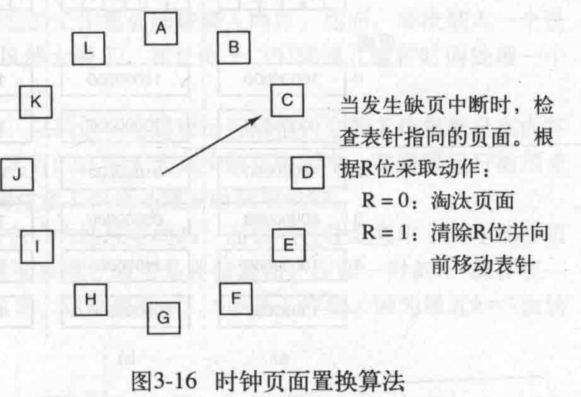 A
B
C
D
E
F
G
H
I
J
K
L
当发生缺页中断时，检
查表针指向的页面。根
据R位采取动作：
R = 0：淘汰页面
R = 1：清除R位并向
前移动表针
图3-16 时钟页面置换算法